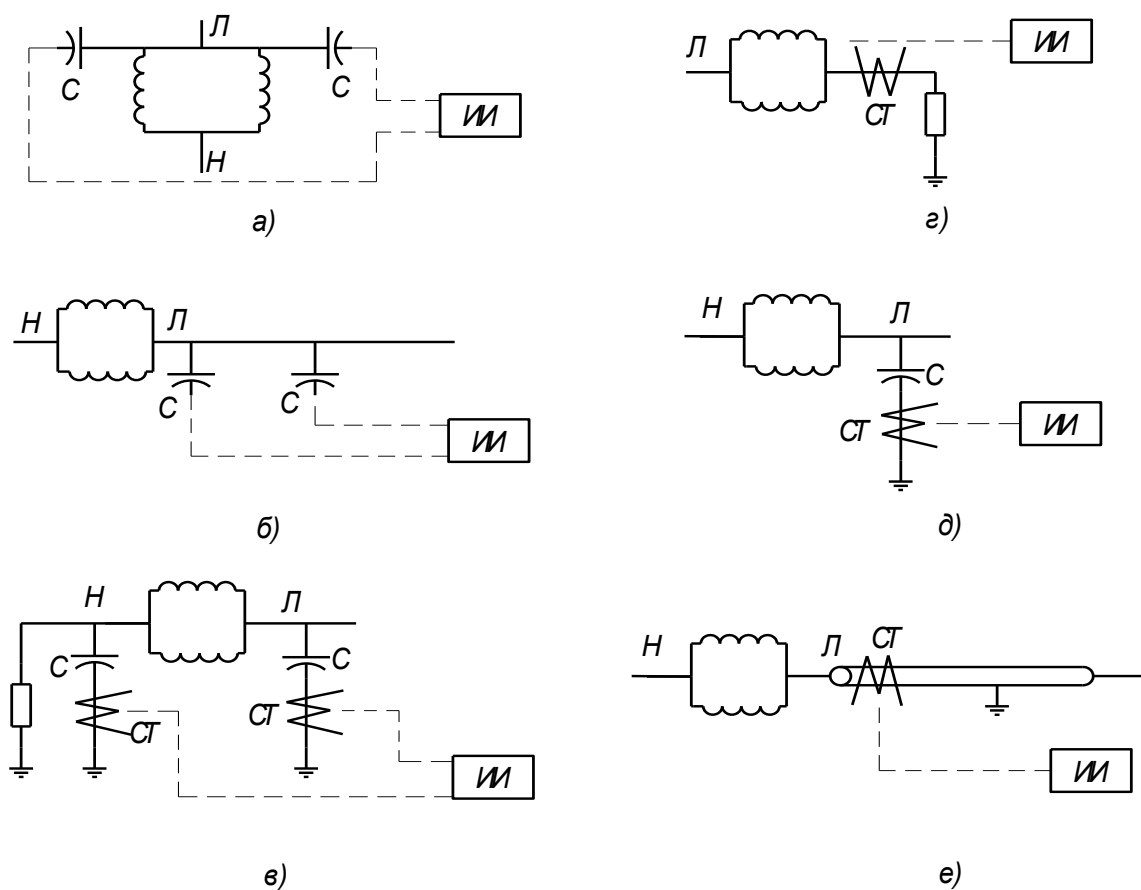 Л
С
С
ИИ
Н
а)
Л
СТ
ИИ
г)
Н
Л
С
С
ИИ
б)
Н
Л
С
СТ
ИИ
д)
Н
Л
С
С
СТ
СТ
ИИ
в)
Н
Л
СТ
ИИ
е)